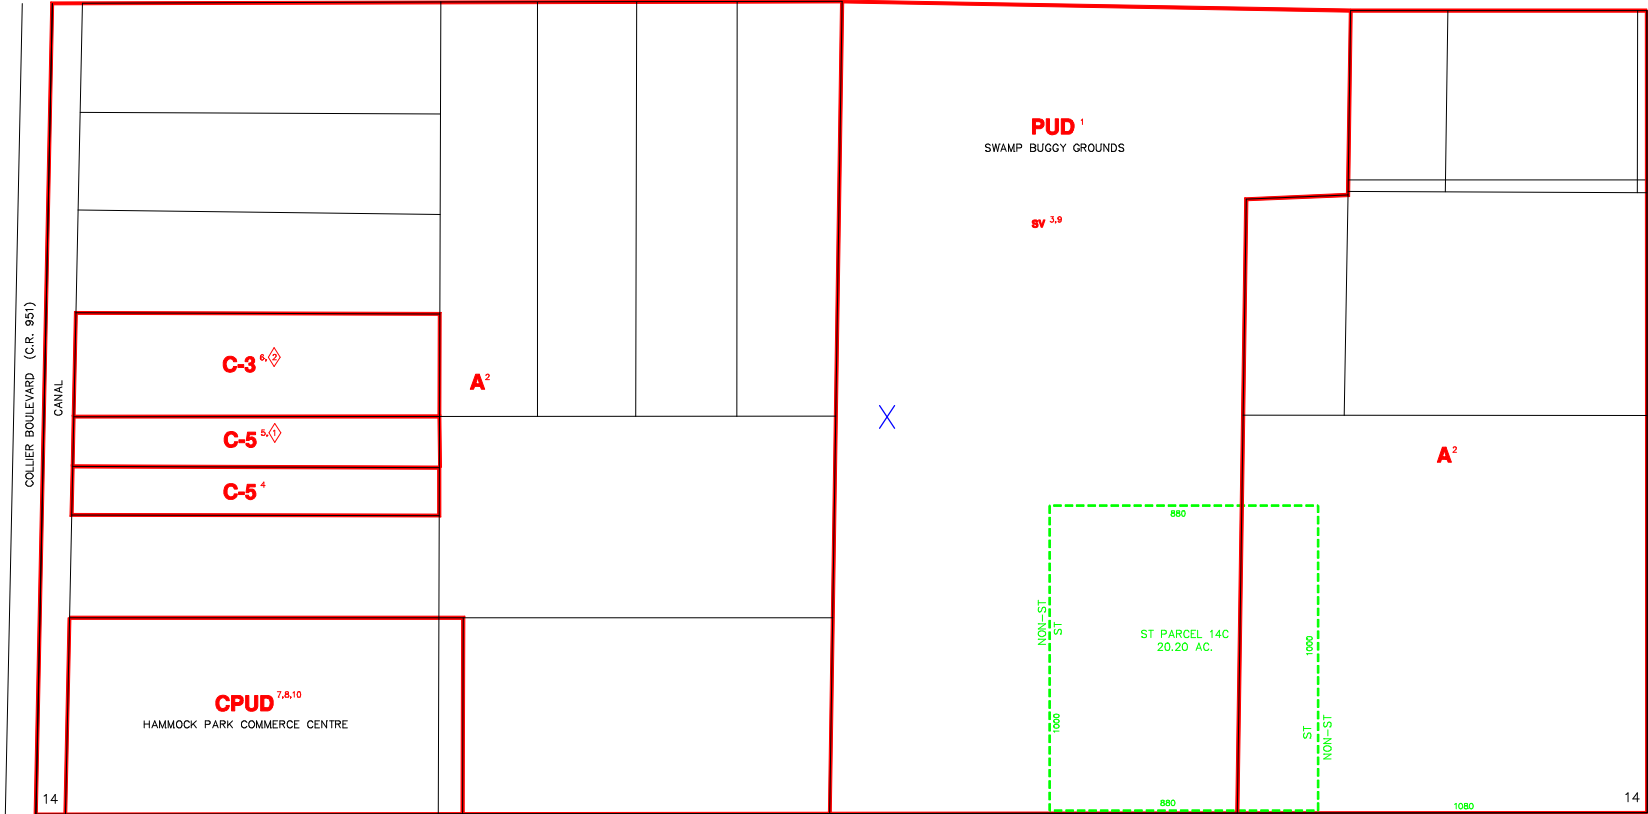 PUD 1
SWAMP BUGGY GROUNDS
SV 3,9
COLLIER BOULEVARD (C.R. 951)
CANAL
C-3 6, 2
A 2
C-5 5, 1
C-5 4
A 2
880
NON-ST
ST
ST PARCEL 14C
20.20 AC.
1000
1000
ST
NON-ST
CPUD 7,8,10
HAMMOCK PARK COMMERCE CENTRE
14
880
1080
14